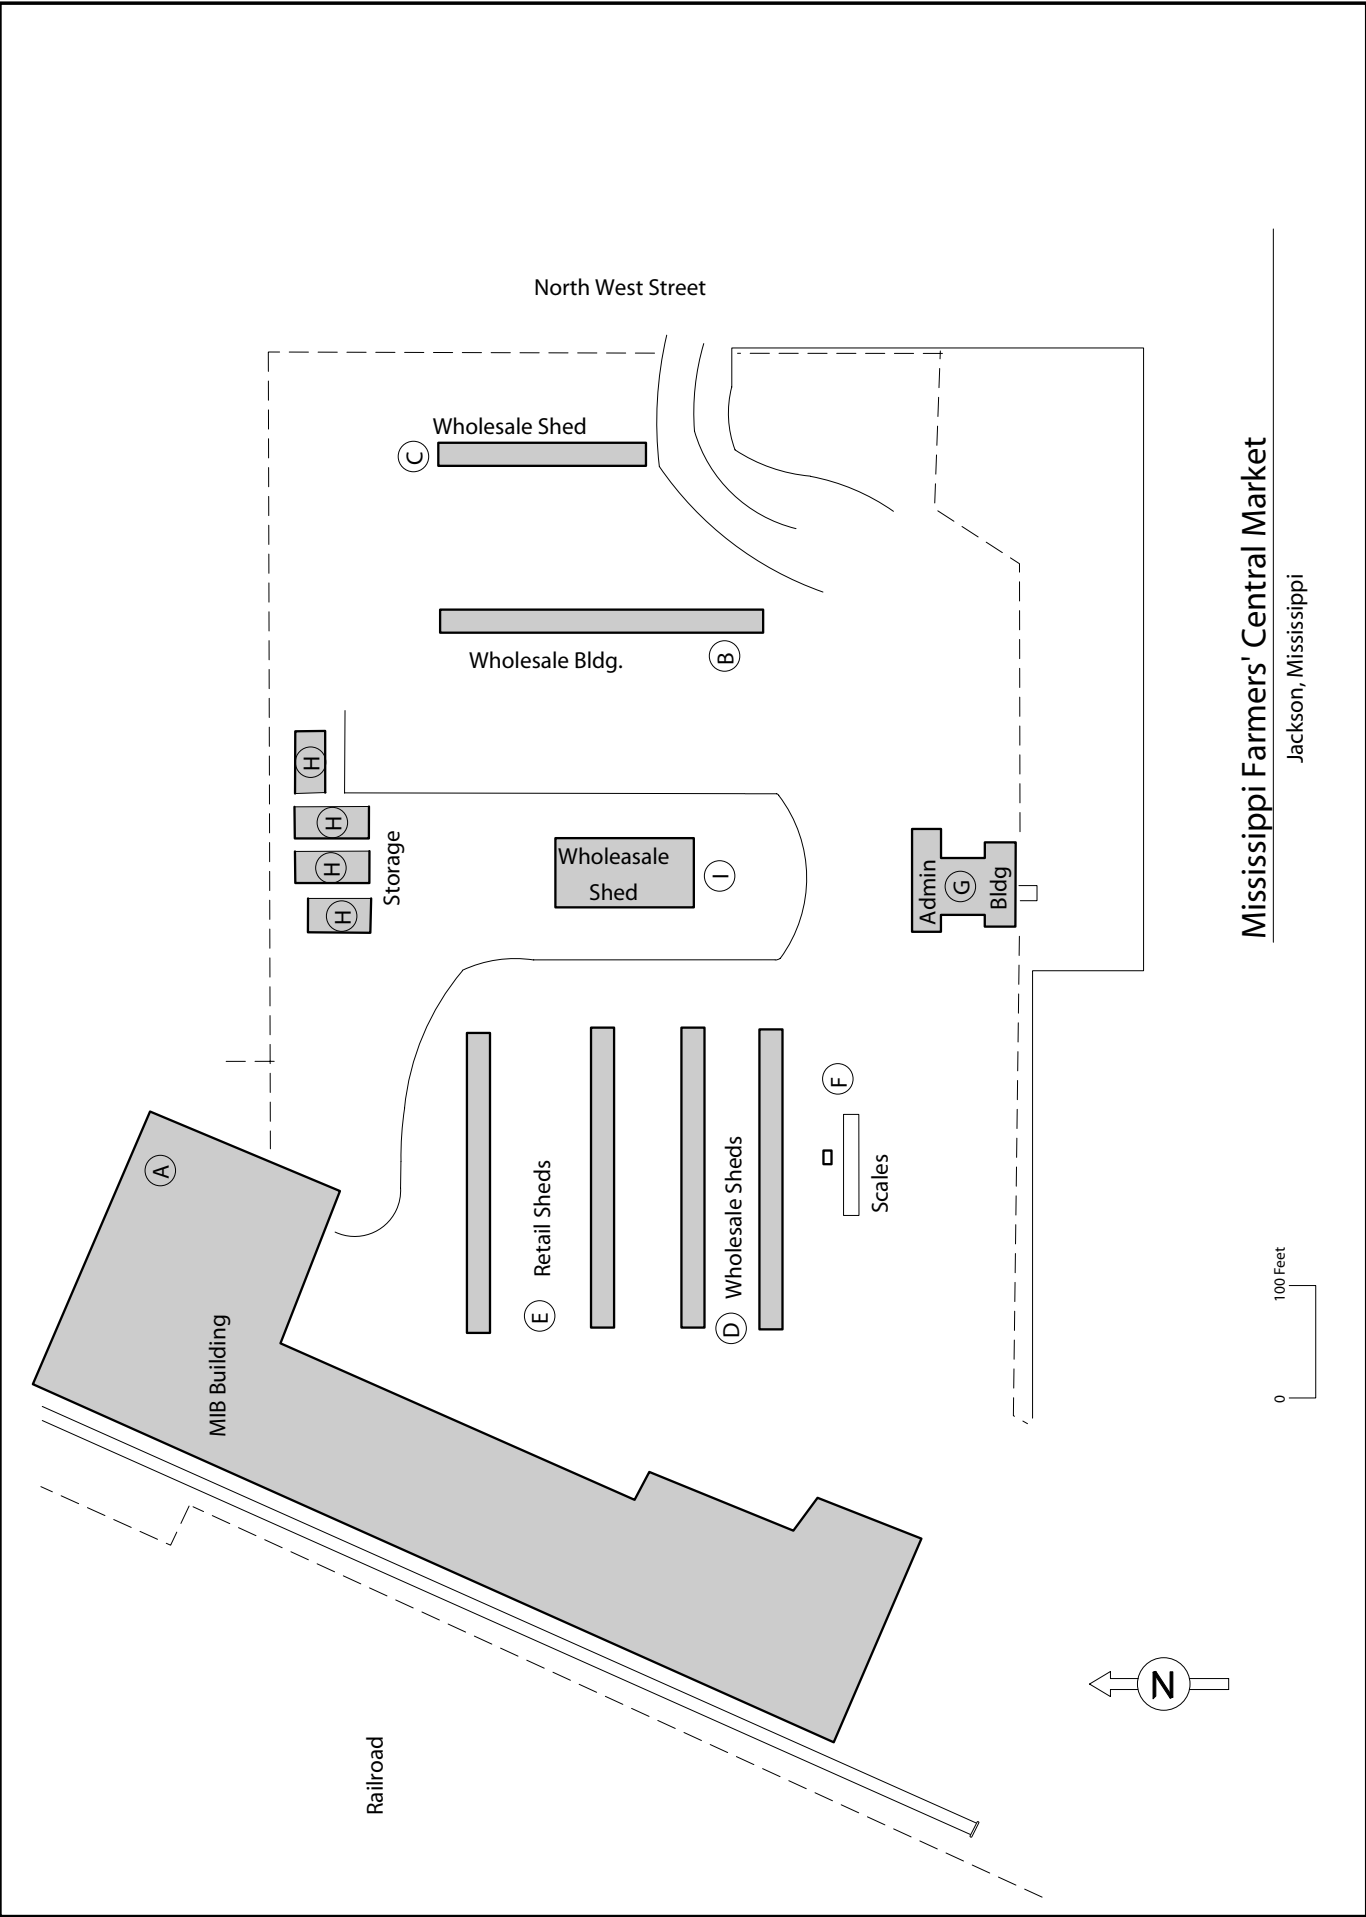 North West Street
Wholesale Shed
C
Wholesale Bldg.
B
H
H
H
H
Storage
Wholeasale
Shed
I
Admin
G
Bldg
A
MIB Building
E
Retail Sheds
D
Wholesale Sheds
F
Scales
Railroad
N
0
100 Feet
Mississippi Farmers' Central Market
Jackson, Mississippi